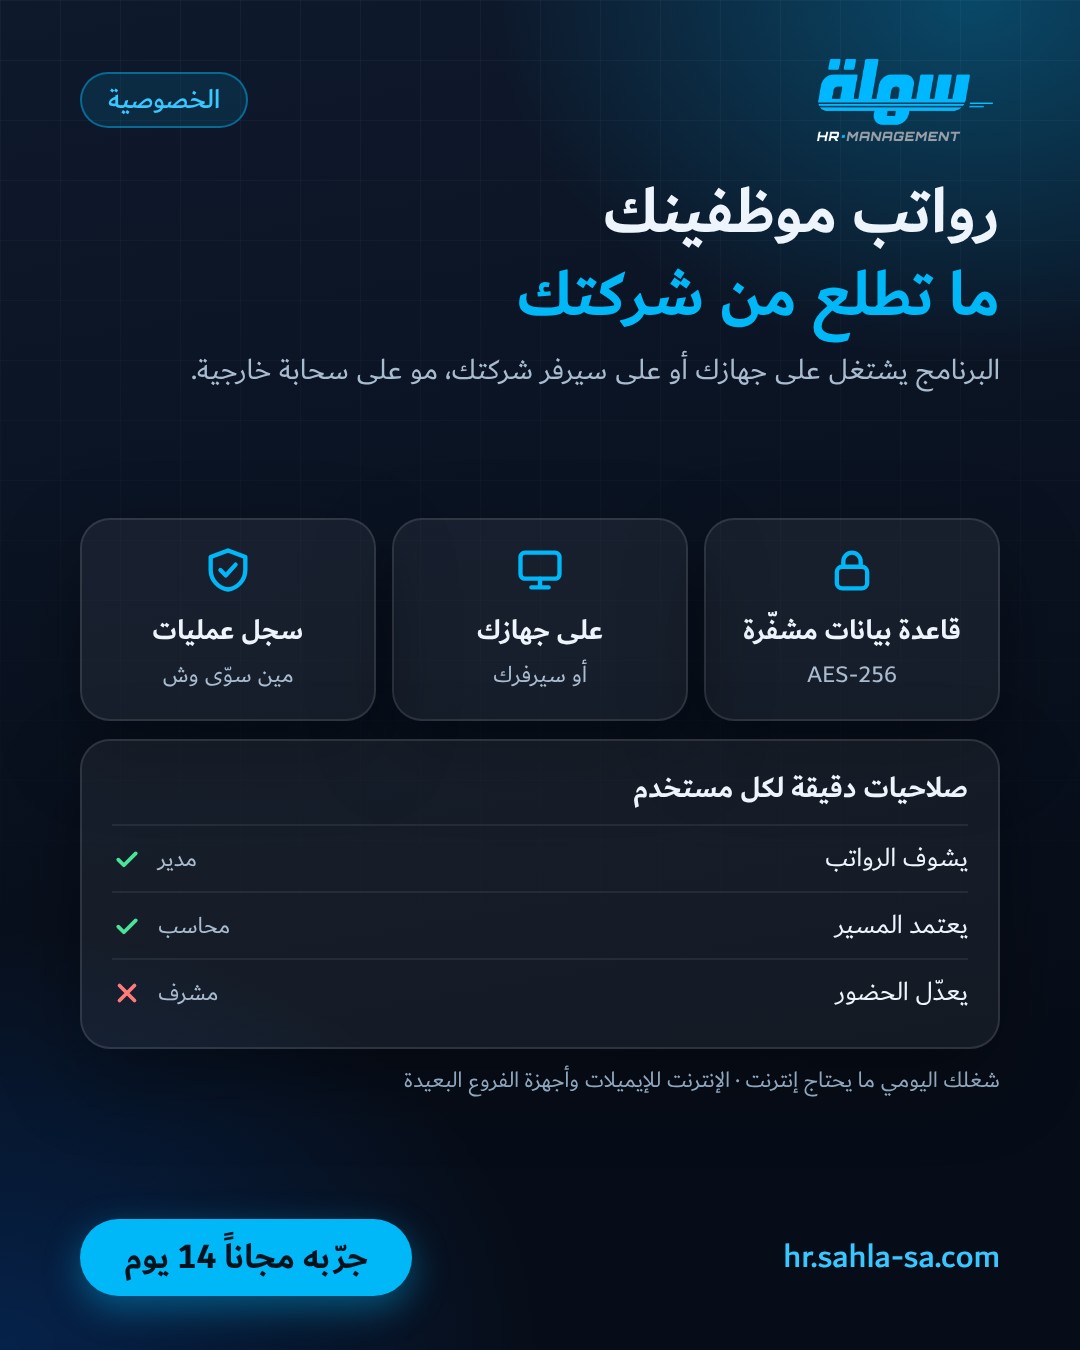 سهلة
HR·MANAGEMENT
الخصوصية
رواتب موظفينك
ما تطلع من شركتك
البرنامج يشتغل على جهازك أو على سيرفر شركتك، مو على سحابة خارجية.
قاعدة بيانات مشفّرة
AES-256
على جهازك
أو سيرفرك
سجل عمليات
مين سوّى وش
صلاحيات دقيقة لكل مستخدم
يشوف الرواتب مدير
يعتمد المسير محاسب
يعدّل الحضور مشرف
شغلك اليومي ما يحتاج إنترنت · الإنترنت للإيميلات وأجهزة الفروع البعيدة
hr.sahla-sa.com
جرّبه مجاناً 14 يوم